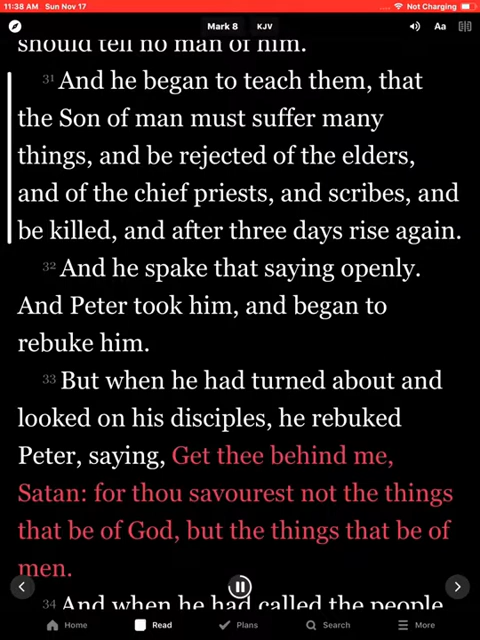 11:38 AM Sun Nov 17
Not Charging
Mark 8 KJV
Aa
should tell no man of him.
31 And he began to teach them, that
the Son of man must suffer many
things, and be rejected of the elders,
and of the chief priests, and scribes, and
be killed, and after three days rise again.
32 And he spake that saying openly.
And Peter took him, and began to
rebuke him.
33 But when he had turned about and
looked on his disciples, he rebuked
Peter, saying, Get thee behind me,
Satan: for thou savourest not the things
that be of God, but the things that be of
men.
34 And when he had called the people
Home Read Plans Search More